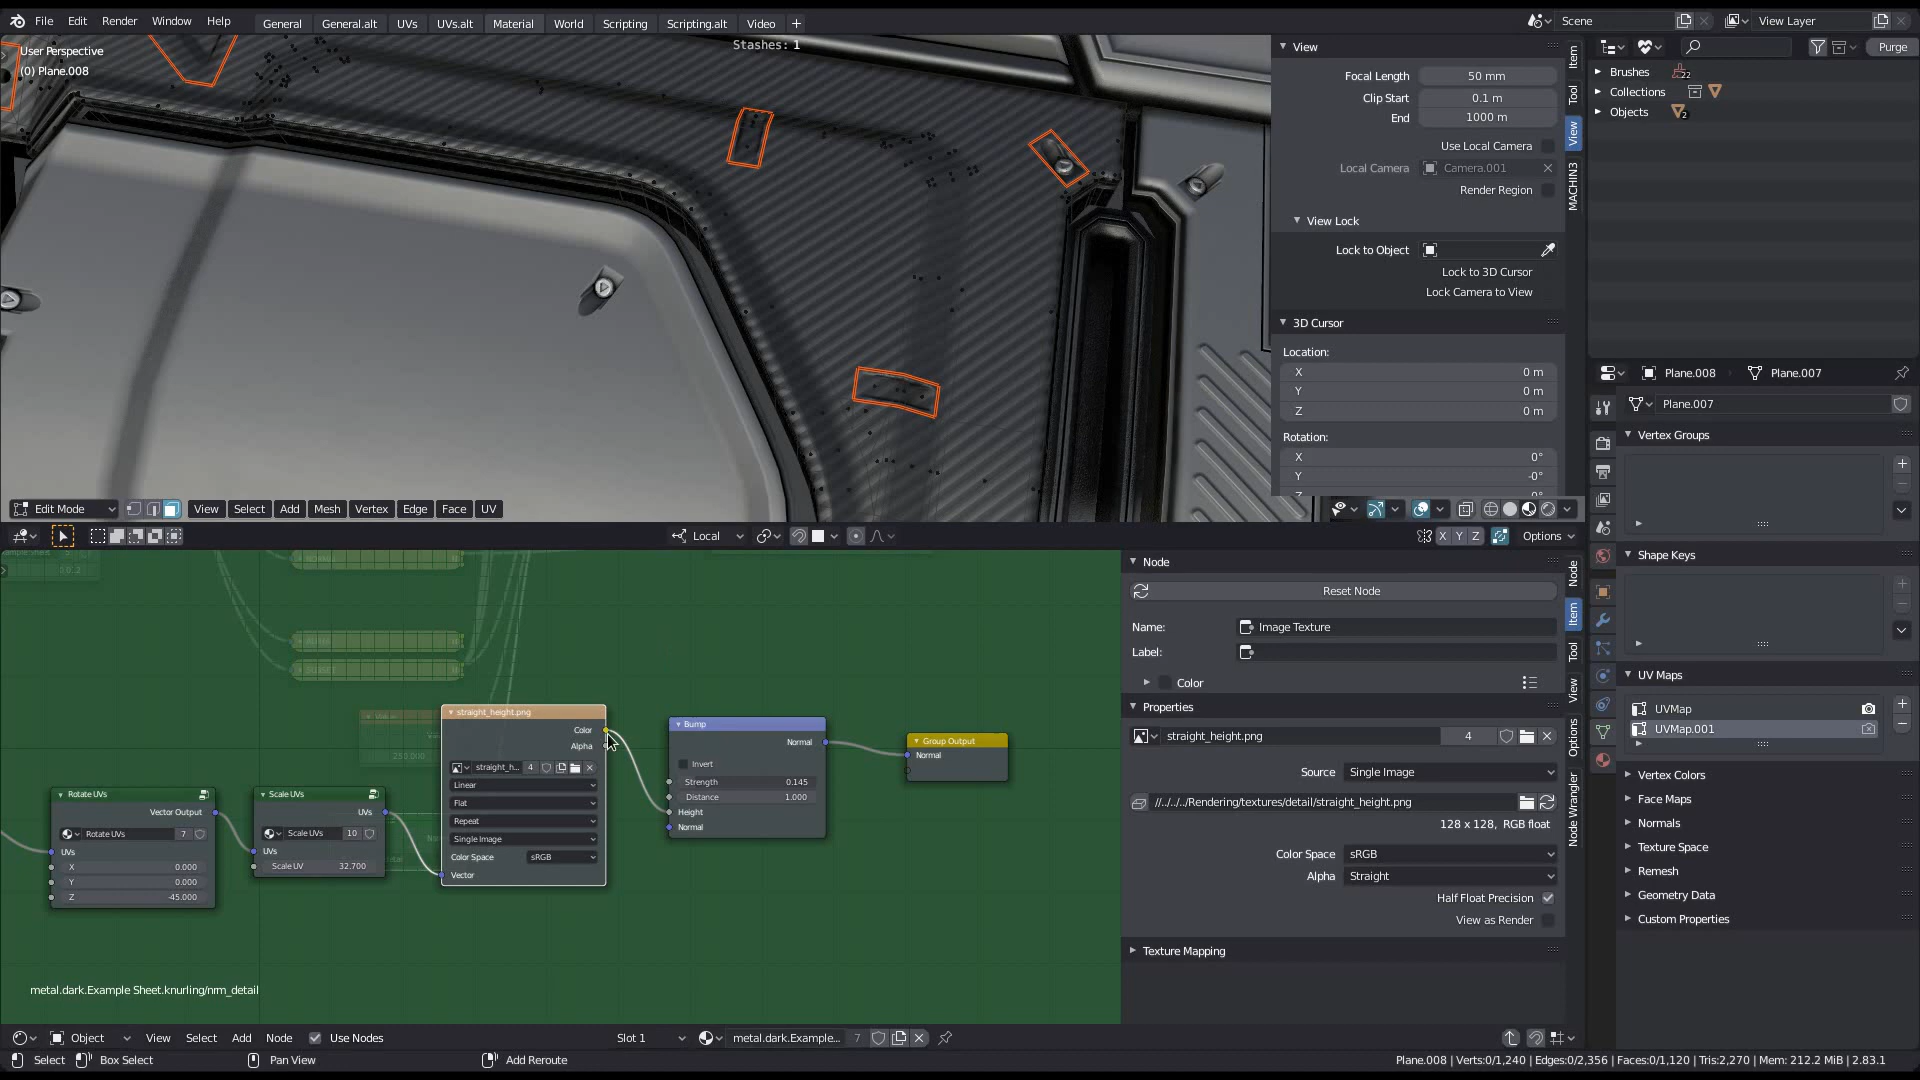 File Edit Render Window Help
General General.alt UVs UVs.alt Material World Scripting Scripting.alt Video +
Scene View Layer
User Perspective
(0) Plane.008
Stashes: 1
View
Focal Length 50 mm
Clip Start 0.1 m
End 1000 m
Use Local Camera
Local Camera Camera.001
Render Region
View Lock
Lock to Object
Lock to 3D Cursor
Lock Camera to View
3D Cursor
Location:
X 0 m
Y 0 m
Z 0 m
Rotation:
X 0°
Y -0°
Z 0°
Item
Tool
View
MACHIN3
Purge
Brushes 22
Collections
Objects 2
Plane.008 Plane.007
Plane.007
Vertex Groups
Shape Keys
UV Maps
UVMap
UVMap.001
Vertex Colors
Face Maps
Normals
Texture Space
Remesh
Geometry Data
Custom Properties
Edit Mode View Select Add Mesh Vertex Edge Face UV
Local X Y Z Options
Rotate UVs
Vector Output
Rotate UVs 7
UVs
X 0.000
Y 0.000
Z -45.000
Scale UVs
UVs
Scale UVs 10
UVs
Scale UV 32.700
Value
250.000
straight_height.png
Color
Alpha
straight_h... 4
Linear
Flat
Repeat
Single Image
Color Space sRGB
Vector
Bump
Normal
Invert
Strength 0.145
Distance 1.000
Height
Normal
Group Output
Normal
metal.dark.Example Sheet.knurling/nrm_detail
Node
Reset Node
Name: Image Texture
Label:
Color
Properties
straight_height.png 4
Source Single Image
//../../../Rendering/textures/detail/straight_height.png
128 x 128, RGB float
Color Space sRGB
Alpha Straight
Half Float Precision
View as Render
Texture Mapping
Node
Item
Tool
View
Options
Node Wrangler
Object View Select Add Node Use Nodes Slot 1 metal.dark.Example... 7
Select Box Select Pan View Add Reroute
Plane.008 | Verts:0/1,240 | Edges:0/2,356 | Faces:0/1,120 | Tris:2,270 | Mem: 212.2 MiB | 2.83.1